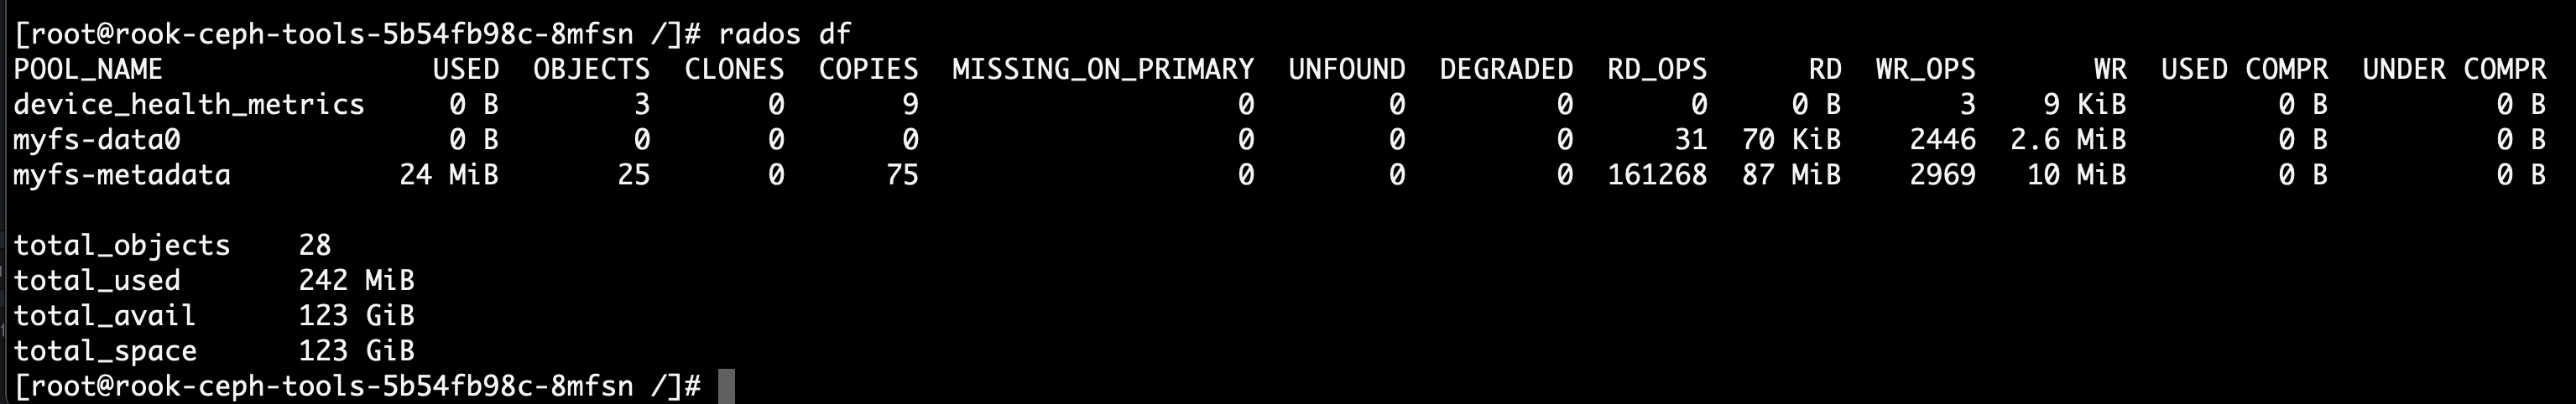 [root@rook-ceph-tools-5b54fb98c-8mfsn /]# rados df
POOL_NAME                 USED  OBJECTS  CLONES  COPIES  MISSING_ON_PRIMARY  UNFOUND  DEGRADED  RD_OPS      RD  WR_OPS       WR  USED COMPR  UNDER COMPR
device_health_metrics      0 B        3       0       9                   0        0         0       0     0 B       3    9 KiB         0 B          0 B
myfs-data0                 0 B        0       0       0                   0        0         0      31  70 KiB    2446  2.6 MiB         0 B          0 B
myfs-metadata           24 MiB       25       0      75                   0        0         0  161268  87 MiB    2969   10 MiB         0 B          0 B
total_objects    28
total_used       242 MiB
total_avail      123 GiB
total_space      123 GiB
[root@rook-ceph-tools-5b54fb98c-8mfsn /]#